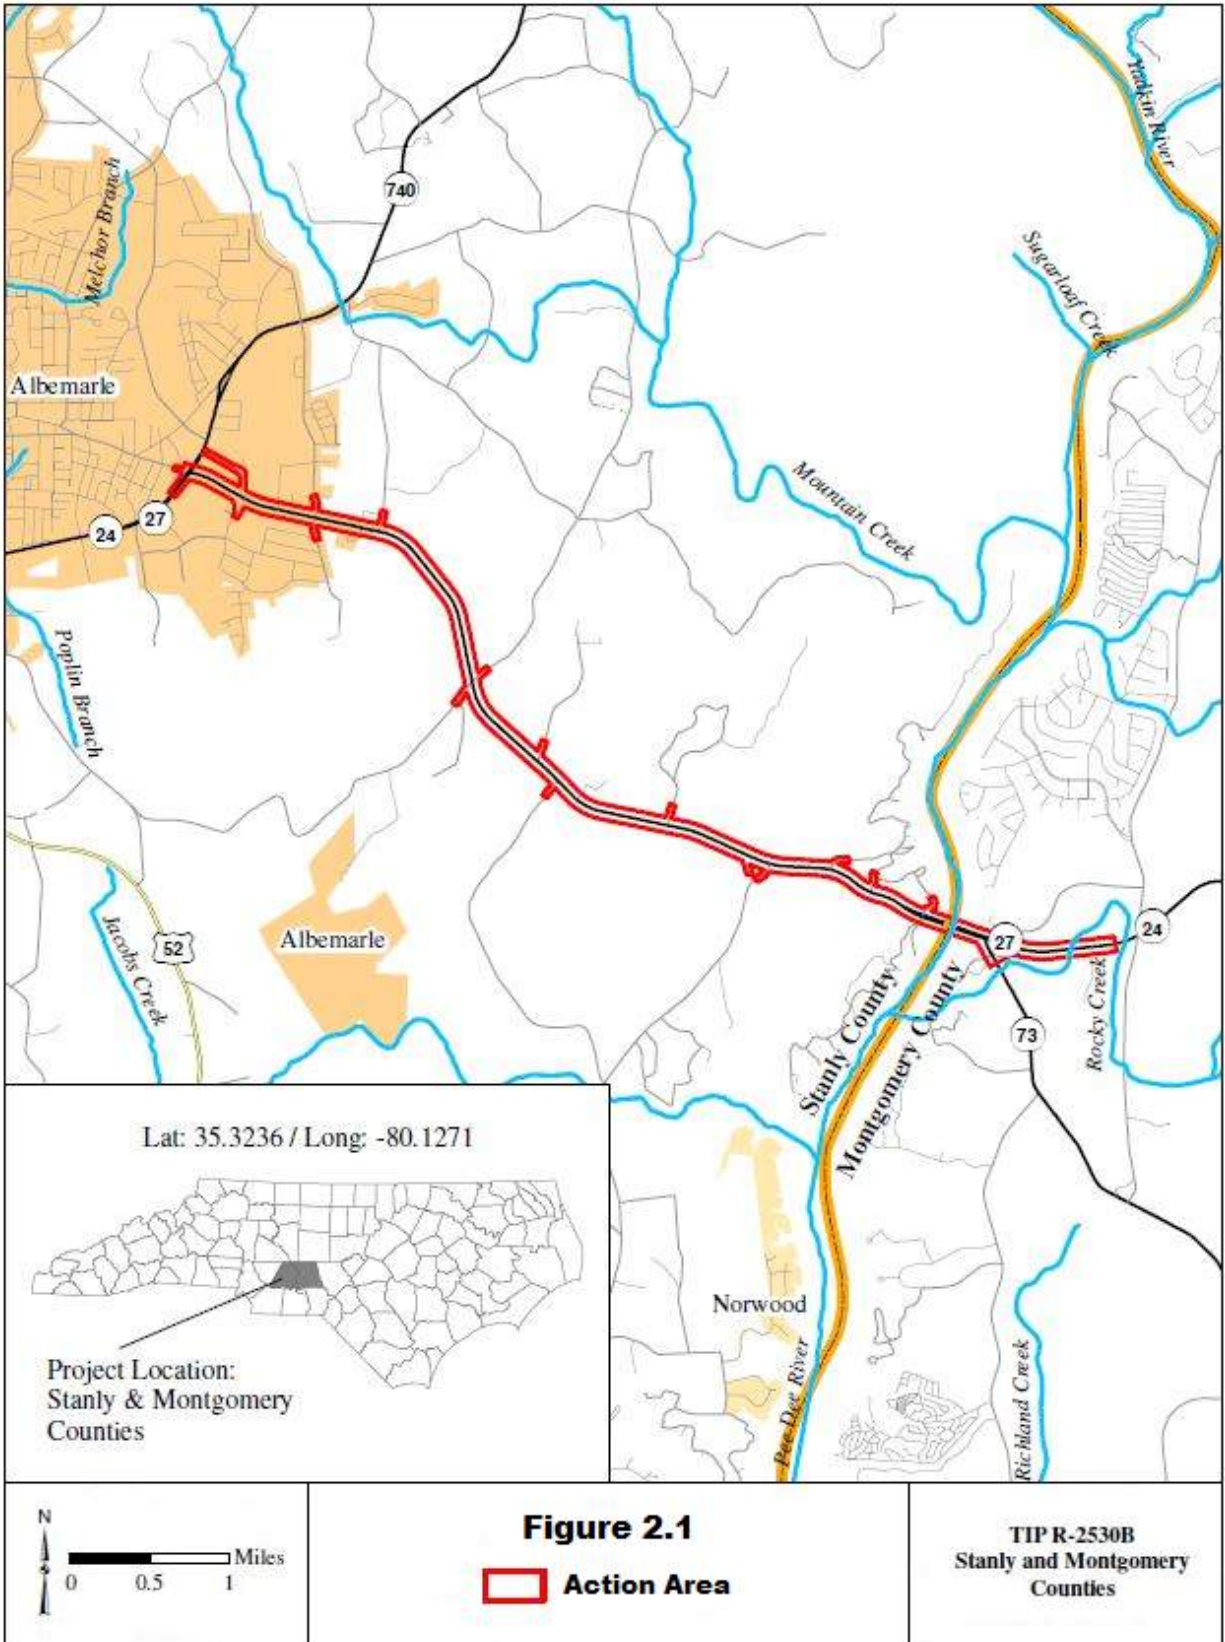 Yadkin River
Melchor Branch
740
Sugarloaf Creek
Albemarle
Mountain Creek
24
27
Poplin Branch
Jacobs Creek
52
Albemarle
27
24
Rocky Creek
73
Stanly County
Montgomery County
Lat: 35.3236 / Long: -80.1271
Project Location:
Stanly & Montgomery
Counties
Norwood
Pee Dee River
Richland Creek
N
Miles
0 0.5 1
Figure 2.1
Action Area
TIP R-2530B
Stanly and Montgomery
Counties